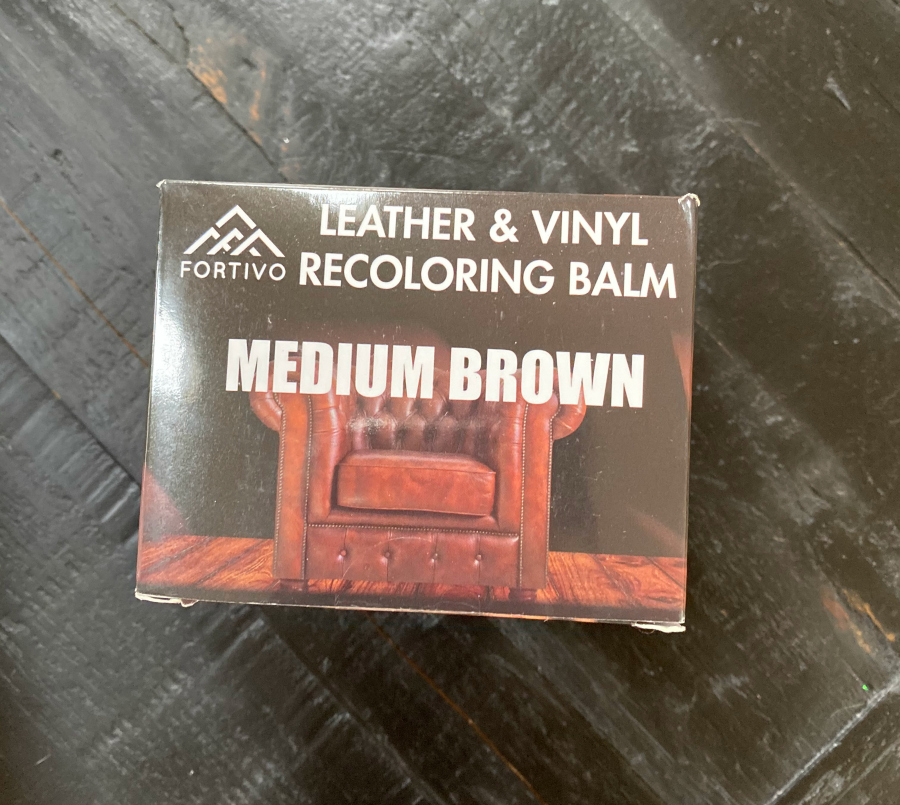 LEATHER & VINYL
RECOLORING BALM
FORTIVO
MEDIUM BROWN